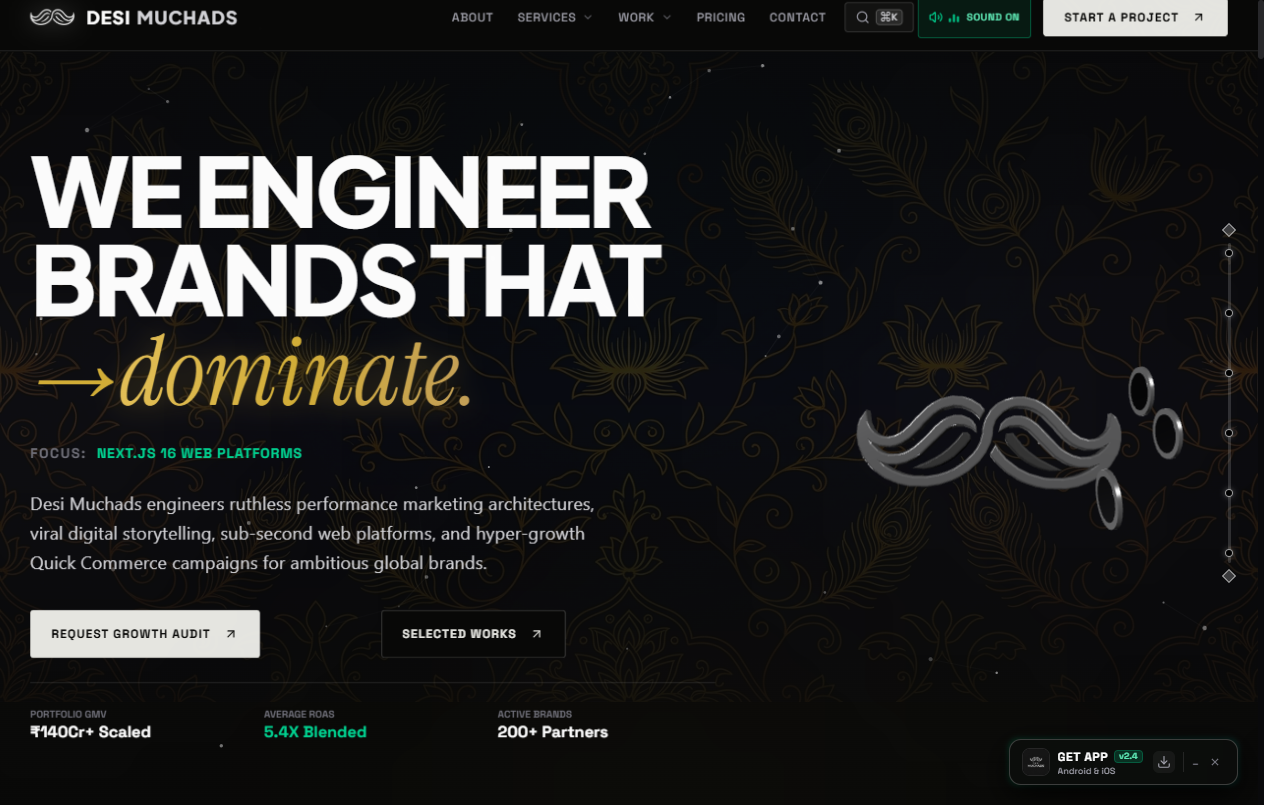 DESI MUCHADS
ABOUT
SERVICES
WORK
PRICING
CONTACT
⌘K
SOUND ON
START A PROJECT
WE ENGINEER
BRANDS THAT
→dominate.
FOCUS: NEXT.JS 16 WEB PLATFORMS
Desi Muchads engineers ruthless performance marketing architectures,
viral digital storytelling, sub-second web platforms, and hyper-growth
Quick Commerce campaigns for ambitious global brands.
REQUEST GROWTH AUDIT
SELECTED WORKS
PORTFOLIO GMV
₹140Cr+ Scaled
AVERAGE ROAS
5.4X Blended
ACTIVE BRANDS
200+ Partners
GET APP v2.4
Android & iOS